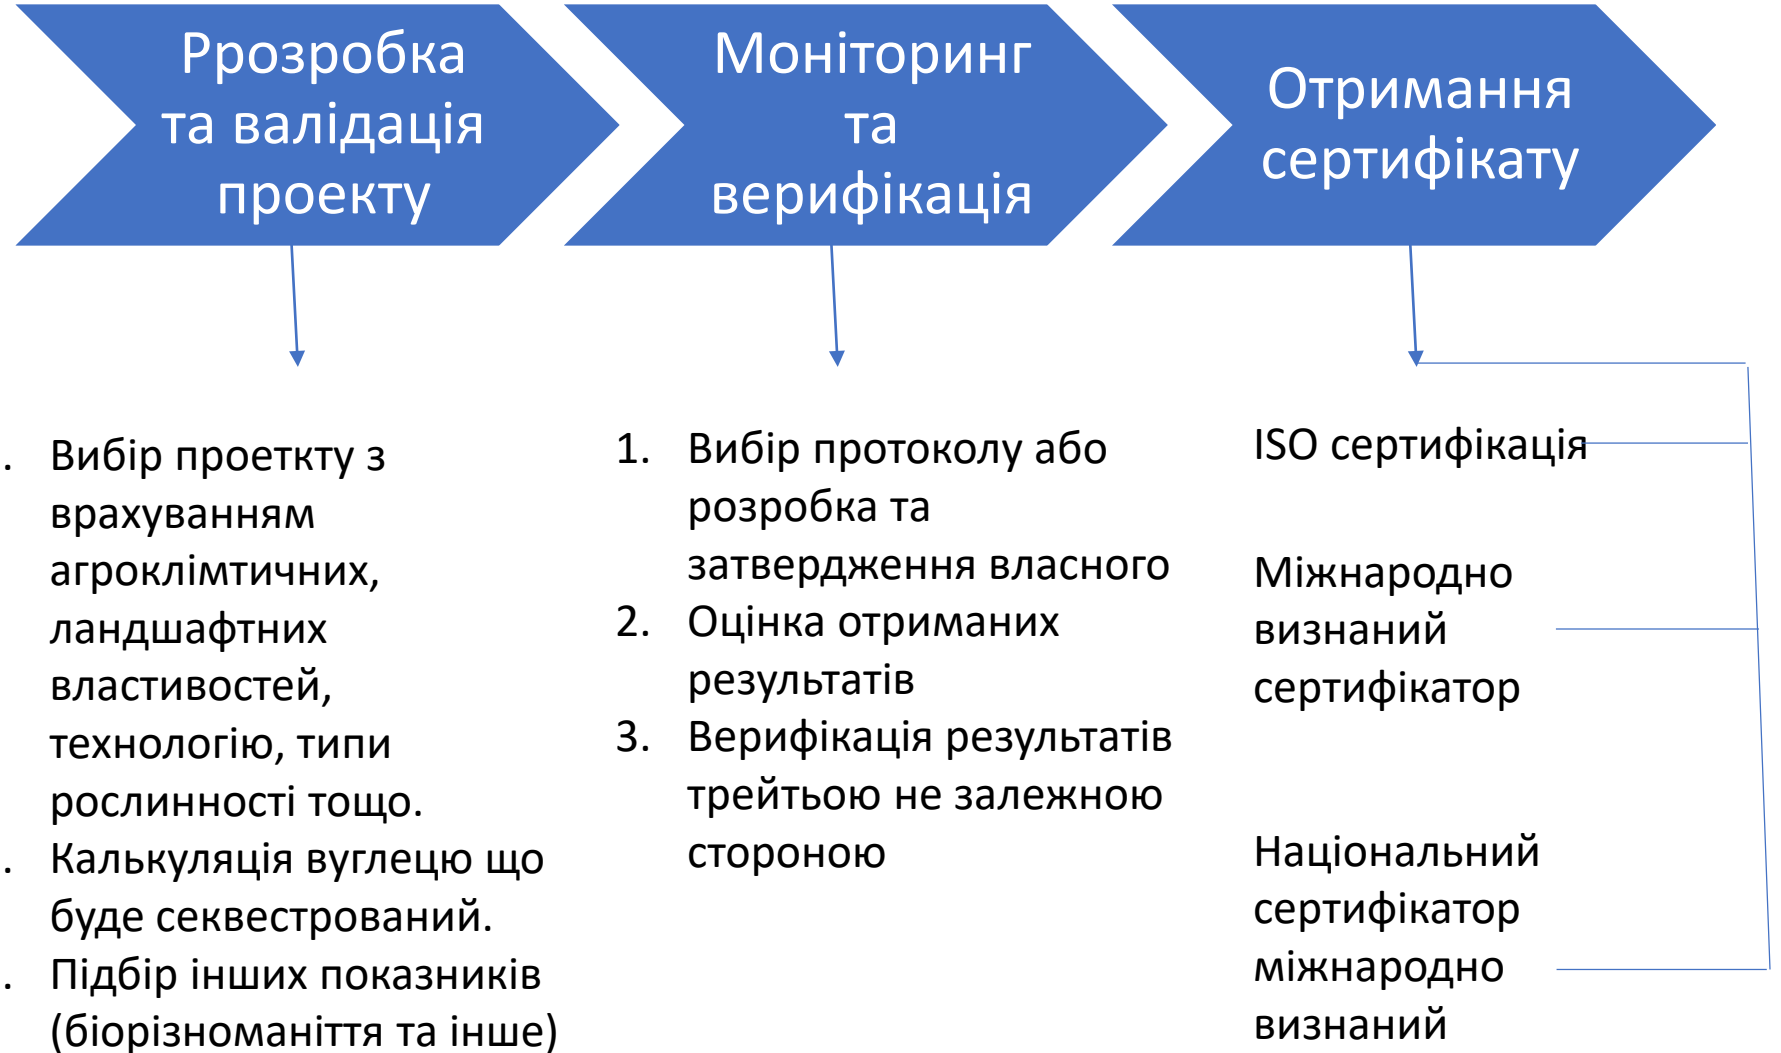 Ррозробка
та валідація
проекту
Моніторинг
та
верифікація
Отримання
сертифікату
. Вибір проеткту з
врахуванням
агроклімтичних,
ландшафтних
властивостей,
технологію, типи
рослинності тощо.
. Калькуляція вуглецю що
буде секвестрований.
. Підбір інших показників
(біорізноманіття та інше)
1. Вибір протоколу або
розробка та
затвердження власного
2. Оцінка отриманих
результатів
3. Верифікація результатів
трейтьою не залежною
стороною
ISO сертифікація
Міжнародно
визнаний
сертифікатор
Національний
сертифікатор
міжнародно
визнаний